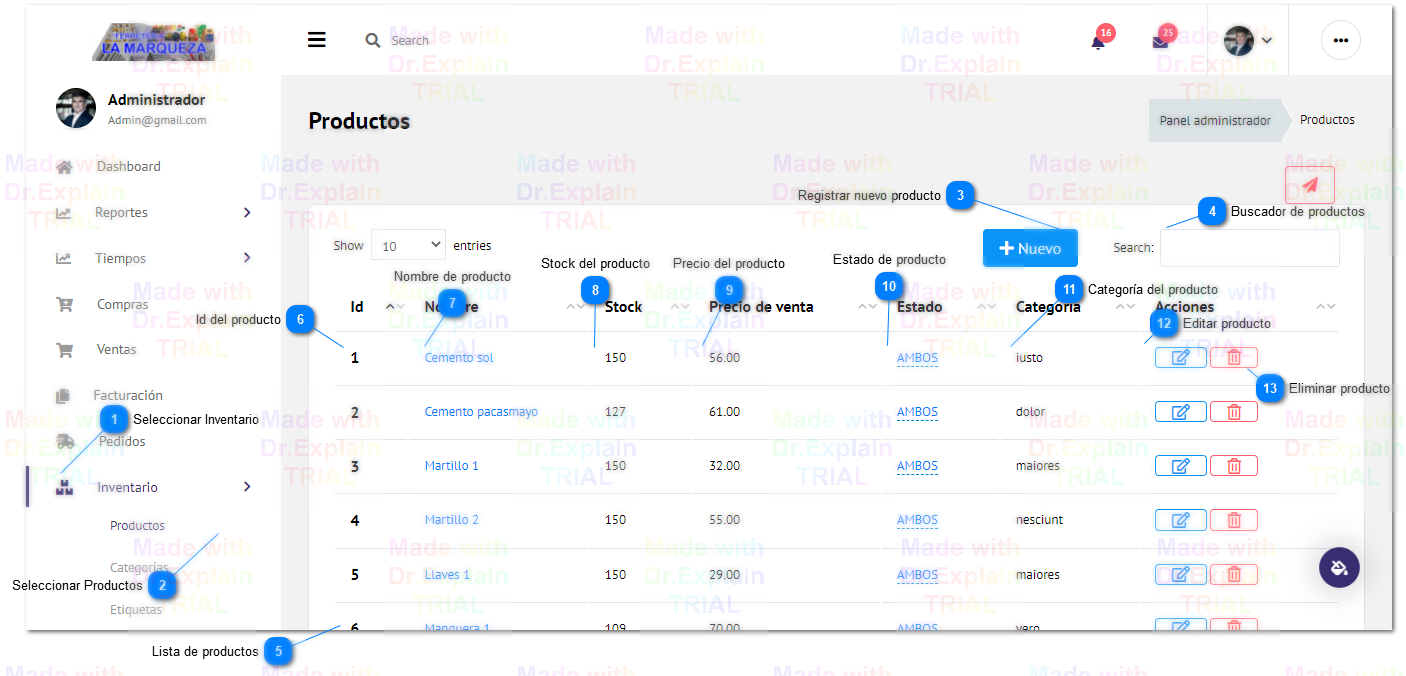 FERRETERIA
LA MARQUEZA
Search
16
25
Administrador
Admin@gmail.com
Productos
Panel administrador
Productos
Dashboard
Reportes
Tiempos
Compras
Ventas
Facturación
1 Seleccionar Inventario
Pedidos
Inventario
Productos
Categorías
Seleccionar Productos 2
Etiquetas
Registrar nuevo producto 3
4 Buscador de productos
Show 10 entries
Nuevo
Search:
Nombre de producto
7
Stock del producto
8
Precio del producto
9
Estado de producto
10
11 Categoría del producto
Id del producto 6
12 Editar producto
13 Eliminar producto
Id Nombre Stock Precio de venta Estado Categoría Acciones
1 Cemento sol 150 56.00 AMBOS iusto
2 Cemento pacasmayo 127 61.00 AMBOS dolor
3 Martillo 1 150 32.00 AMBOS maiores
4 Martillo 2 150 55.00 AMBOS nesciunt
5 Llaves 1 150 29.00 AMBOS maiores
6 Manguera 1 109 70.00 AMBOS vero
Lista de productos 5
Made with
Dr.Explain
TRIAL